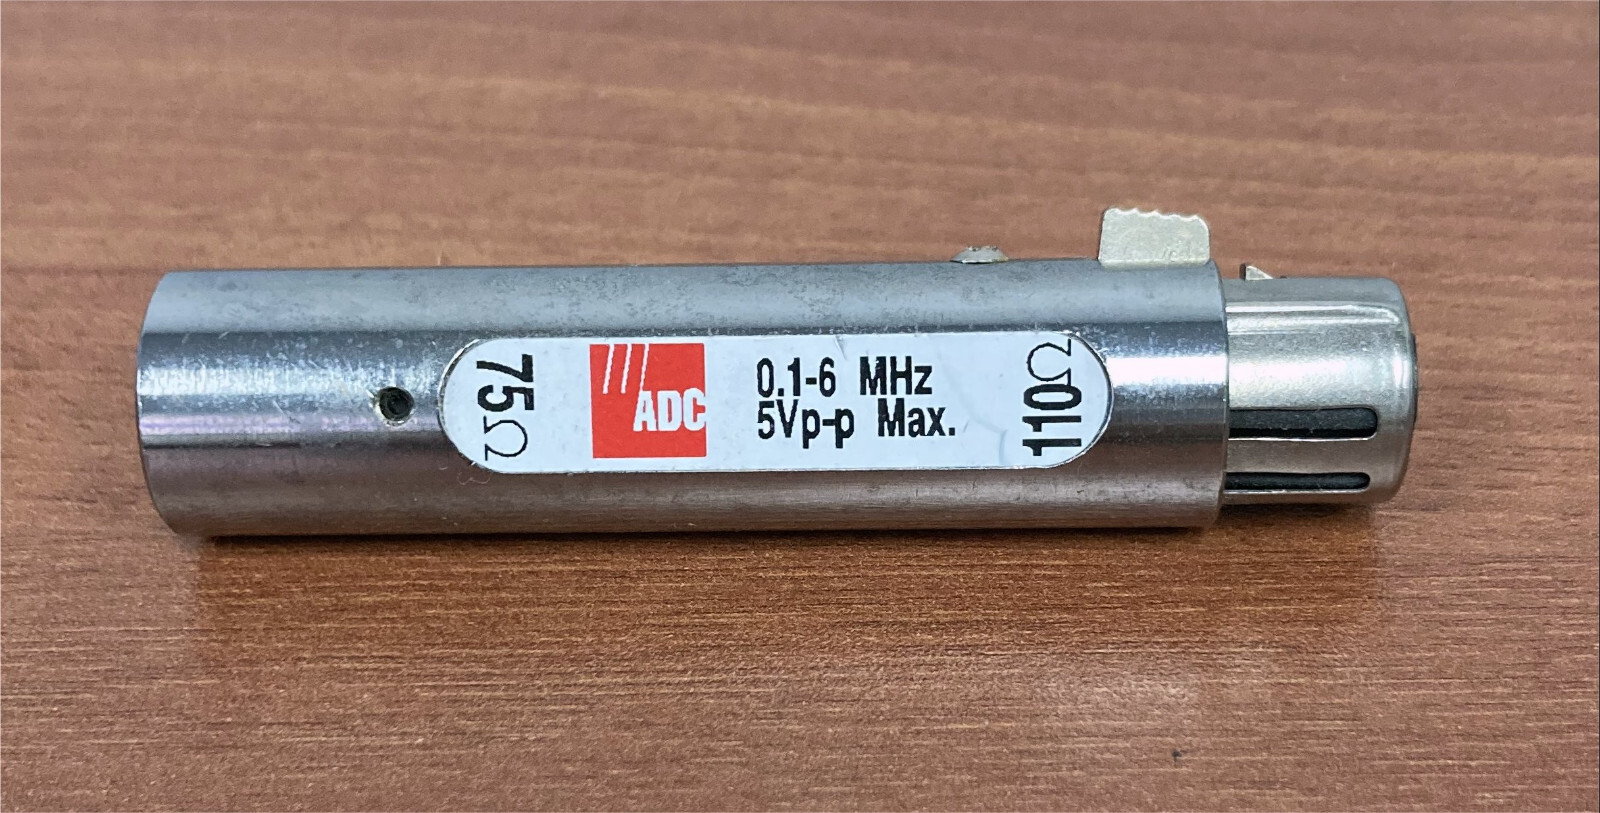 75Ω
ADC
0.1-6 MHz
5Vp-p Max.
110Ω